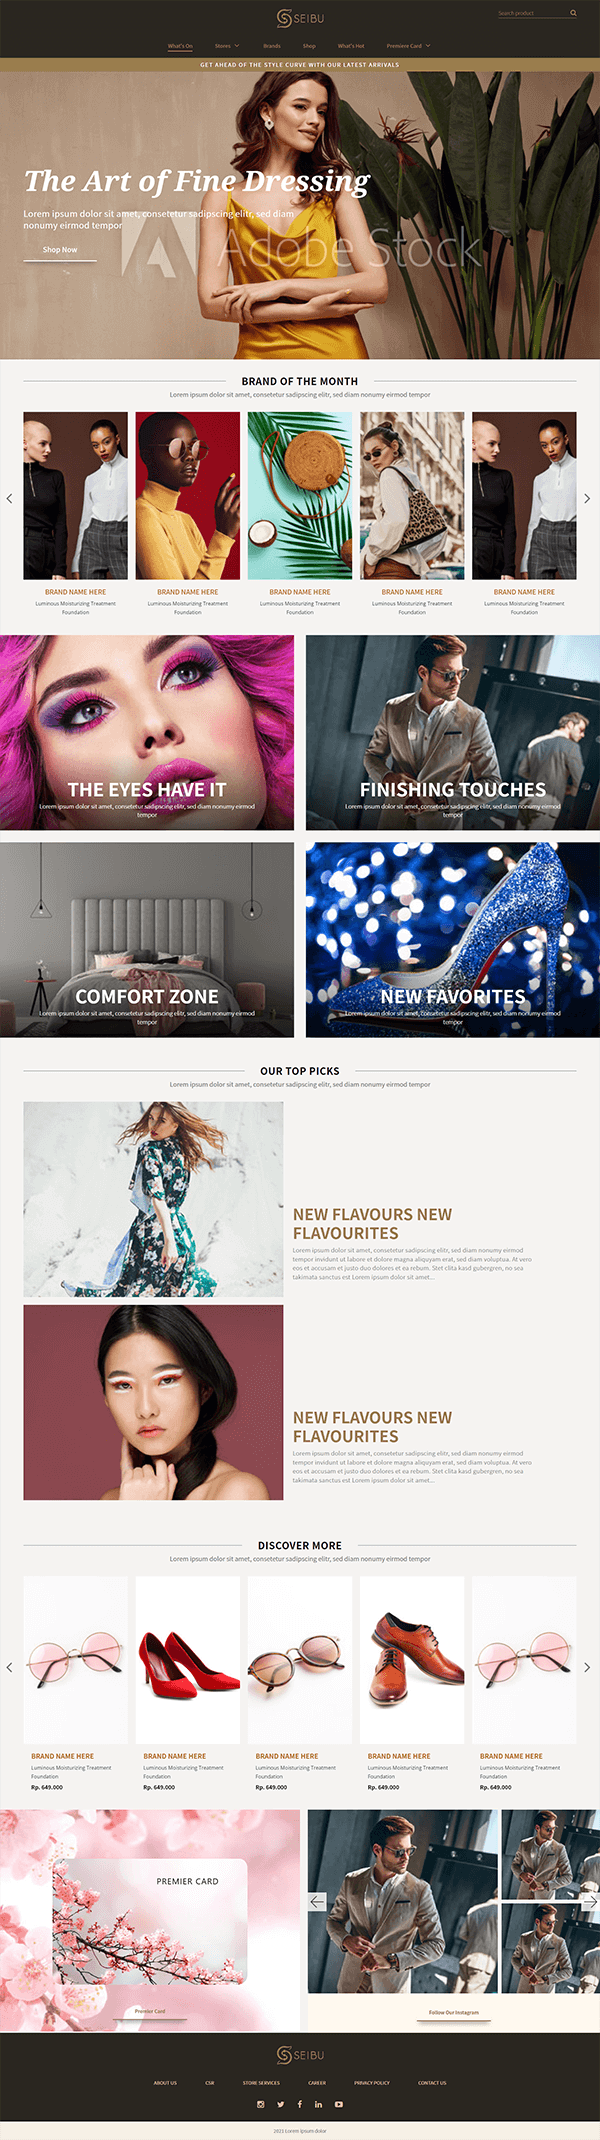 SEIBU
Search product
What's On
Stores
Brands
Shop
What's Hot
Premiere Card
GET AHEAD OF THE STYLE CURVE WITH OUR LATEST ARRIVALS
The Art of Fine Dressing
Lorem ipsum dolor sit amet, consetetur sadipscing elitr, sed diam
nonumy eirmod tempor
Shop Now
Adobe Stock
BRAND OF THE MONTH
Lorem ipsum dolor sit amet, consetetur sadipscing elitr, sed diam nonumy eirmod tempor
BRAND NAME HERE
Luminous Moisturizing Treatment
Foundation
BRAND NAME HERE
Luminous Moisturizing Treatment
Foundation
BRAND NAME HERE
Luminous Moisturizing Treatment
Foundation
BRAND NAME HERE
Luminous Moisturizing Treatment
Foundation
BRAND NAME HERE
Luminous Moisturizing Treatment
Foundation
THE EYES HAVE IT
Lorem ipsum dolor sit amet, consetetur sadipscing elitr, sed diam nonumy eirmod
tempor
FINISHING TOUCHES
Lorem ipsum dolor sit amet, consetetur sadipscing elitr, sed diam nonumy eirmod
tempor
COMFORT ZONE
Lorem ipsum dolor sit amet, consetetur sadipscing elitr, sed diam nonumy eirmod
tempor
NEW FAVORITES
Lorem ipsum dolor sit amet, consetetur sadipscing elitr, sed diam nonumy eirmod
tempor
OUR TOP PICKS
Lorem ipsum dolor sit amet, consetetur sadipscing elitr, sed diam nonumy eirmod tempor
NEW FLAVOURS NEW
FLAVOURITES
Lorem ipsum dolor sit amet, consetetur sadipscing elitr, sed diam nonumy eirmod
tempor invidunt ut labore et dolore magna aliquyam erat, sed diam voluptua. At vero
eos et accusam et justo duo dolores et ea rebum. Stet clita kasd gubergren, no sea
takimata sanctus est Lorem ipsum dolor sit amet...
NEW FLAVOURS NEW
FLAVOURITES
Lorem ipsum dolor sit amet, consetetur sadipscing elitr, sed diam nonumy eirmod
tempor invidunt ut labore et dolore magna aliquyam erat, sed diam voluptua. At vero
eos et accusam et justo duo dolores et ea rebum. Stet clita kasd gubergren, no sea
takimata sanctus est Lorem ipsum dolor sit amet...
DISCOVER MORE
Lorem ipsum dolor sit amet, consetetur sadipscing elitr, sed diam nonumy eirmod tempor
BRAND NAME HERE
Luminous Moisturizing Treatment
Foundation
Rp. 649.000
BRAND NAME HERE
Luminous Moisturizing Treatment
Foundation
Rp. 649.000
BRAND NAME HERE
Luminous Moisturizing Treatment
Foundation
Rp. 649.000
BRAND NAME HERE
Luminous Moisturizing Treatment
Foundation
Rp. 649.000
BRAND NAME HERE
Luminous Moisturizing Treatment
Foundation
Rp. 649.000
PREMIER CARD
Premier Card
Follow Our Instagram
SEIBU
ABOUT US
CSR
STORE SERVICES
CAREER
PRIVACY POLICY
CONTACT US
2021 Lorem ipsum dolor